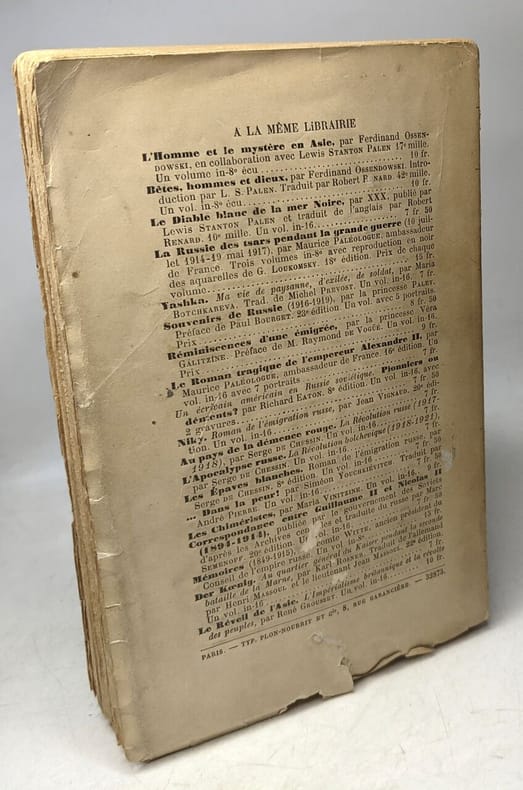 A LA MÊME LIBRAIRIE
L'Homme et le mystère en Asie, par Ferdinand OSSEN-
DOWSKI, en collaboration avec Lewis STANTON PALEN 17e mille.
Un volume in-8º écu .......... 10 fr.
Bêtes, hommes et dieux, par Ferdinand OSSENDOWSKI. Intro-
duction par L. S. PALEN. Traduit par Robert NARD 42e mille.
Un vol. in-8º écu .......... 10 fr.
Le Diable blanc de la mer Noire, par XXX, publié par
Lewis STANTON PALEN et traduit de l'anglais par Robert
RENARD. 10e mille. Un vol. in-16 .......... 7 fr. 50
La Russie des tsars pendant la grande guerre (20 juil-
let 1914-19 mai 1917), par Maurice PALÉOLOGUE, ambassadeur
de France Trois volumes in-8º avec reproduction en noir
des aquarelles de G. LOUKOMSKY. 18e édition. Prix de chaque
volume .......... 15 fr.
Yashka. Ma vie de paysanne, d'exilée, de soldat, par Maria
BOTCHKAREVA. Trad. de Michel PREVOST. Un vol. in-16. 7 fr.
Souvenirs de Russie (1916-1919), par la princesse PALEY.
Préface de Paul BOURGET. 23e édition Un vol. avec 5 portraits.
Prix .......... 8 fr. 50
Réminiscences d'une émigrée, par la princesse Véra
GALITZINE. Préface de M. Raymond DE VOGÜÉ. Un vol. in-16.
Prix .......... 7 fr.
Le Roman tragique de l'empereur Alexandre II, par
Maurice PALÉOLOGUE, ambassadeur de France. 16e édition. Un
vol. in-16 avec 7 portraits .......... 7 fr.
Un écrivain américain en Russie soviétique. Pionniers ou
déments? par Richard EATON. 8e édition. Un vol. in-16, avec
2 gravures .......... 7 fr. 50
Niky. Roman de l'émigration russe, par Jean VIGNAUD. 20e édi-
tion. Un vol. in-16 .......... 7 fr.
Au pays de la démence rouge. La Révolution russe (1917-
1918), par Serge DE CHESSIN. Un vol. in-16 .......... 7 fr.
L'Apocalypse russe. La Révolution bolchevique (1918-1921),
par Serge DE CHESSIN. Un vol. in-16 .......... 7 fr. 50
Les Épaves blanches. Roman de l'émigration russe, par
Serge DE CHESSIN. 8e édition. Un vol. in-16 .......... 7 fr.
... Dans la peur! par Siméon YOUCHKÉVITCH Traduit par
André PIERRE. Un vol. in-16 .......... 7 fr.
Les Chimérises, par Maria VINITZINE. Un vol. in-16. 9 fr.
Correspondance entre Guillaume II et Nicolas II
(1894-1914), publiée par le gouvernement des Soviets
d'après les Archives centrales et traduite du russe par Marc
SEMENOFF. 20e édition. Un vol. in-16
Mémoires (1849-1915), du comte WITTE, ancien président du
Conseil de l'empire russe. Un vol. in-8º .......... 15 fr.
Der Kœnig. Au quartier général du Kaiser pendant la seconde
bataille de la Marne, par Karl ROSNER. Traduit de l'allemand
par Henri MASSOUL et le lieutenant Jean MASSOUL. 22e édition.
Un vol. in-16
Le Réveil de l'Asie. L'Impérialisme britannique et la révolte
des peuples, par René GROUSSET. Un vol. in-16 .......... 10 fr.
PARIS. — TYP. PLON-NOURRIT ET Cie, 8, RUE GARANCIÈRE. — 32873.